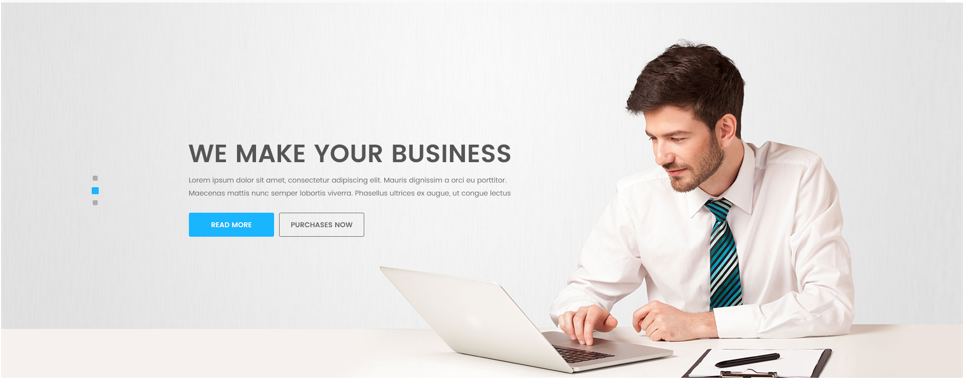 WE MAKE YOUR BUSINESS
Lorem ipsum dolor sit amet, consectetur adipiscing elit. Mauris dignissim a orci eu porttitor.
Maecenas mattis nunc semper lobortis viverra. Phasellus ultrices ex augue, ut congue lectus
READ MORE
PURCHASES NOW